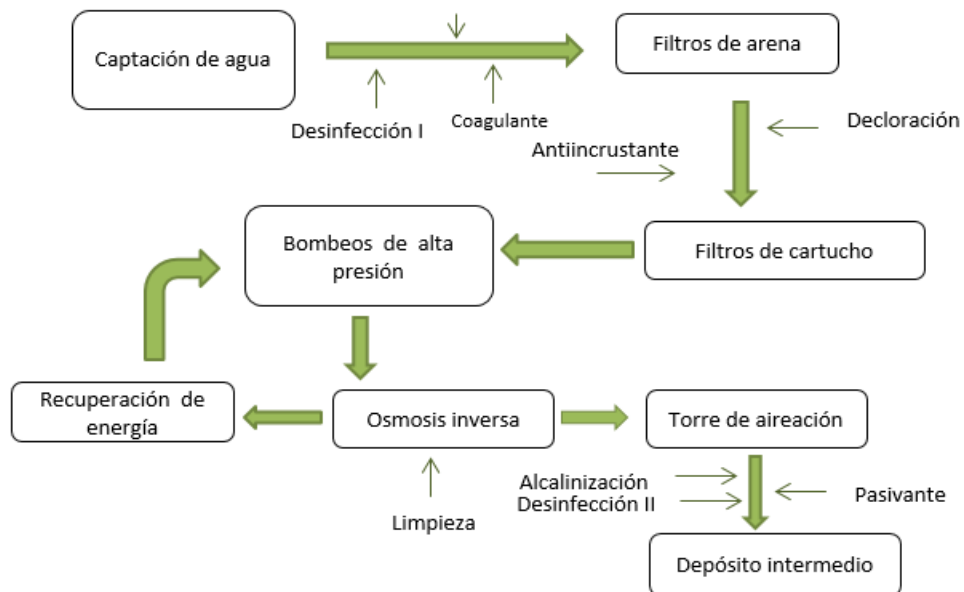 Captación de agua
Filtros de arena
Desinfección I
Coagulante
Decloración
Antiincrustante
Bombeos de alta
presión
Filtros de cartucho
Recuperación de
energía
Osmosis inversa
Torre de aireación
Limpieza
Alcalinización
Desinfección II
Pasivante
Depósito intermedio